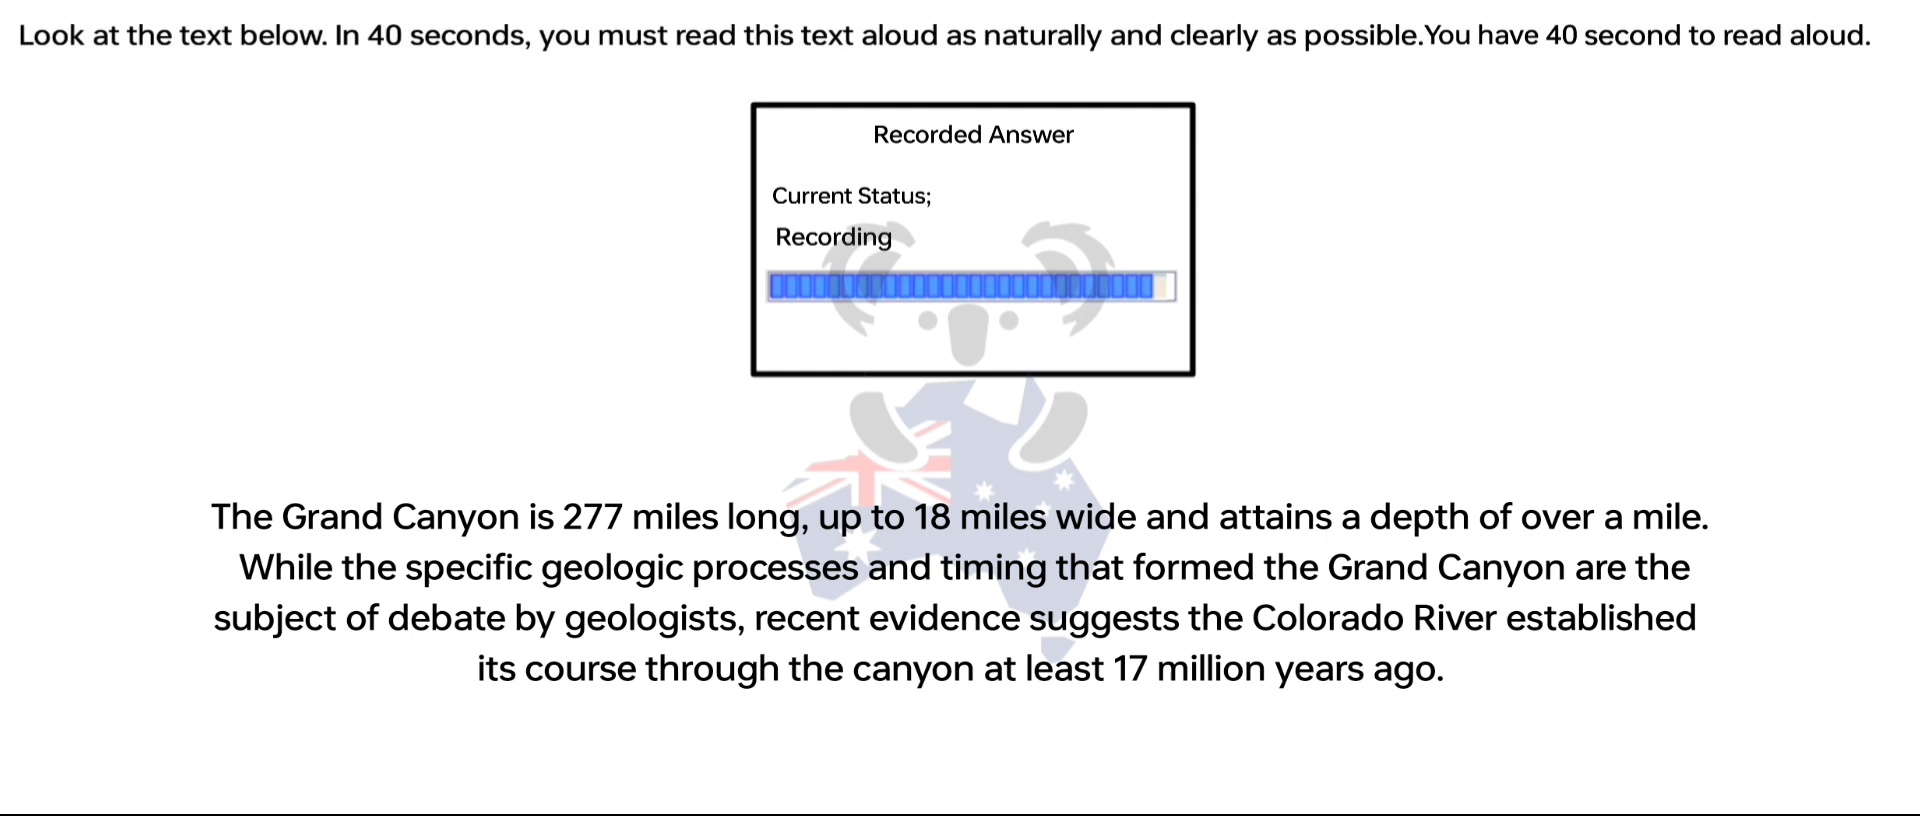 Look at the text below. In 40 seconds, you must read this text aloud as naturally and clearly as possible.You have 40 second to read aloud.
Recorded Answer
Current Status;
Recording
The Grand Canyon is 277 miles long, up to 18 miles wide and attains a depth of over a mile.
While the specific geologic processes and timing that formed the Grand Canyon are the
subject of debate by geologists, recent evidence suggests the Colorado River established
its course through the canyon at least 17 million years ago.